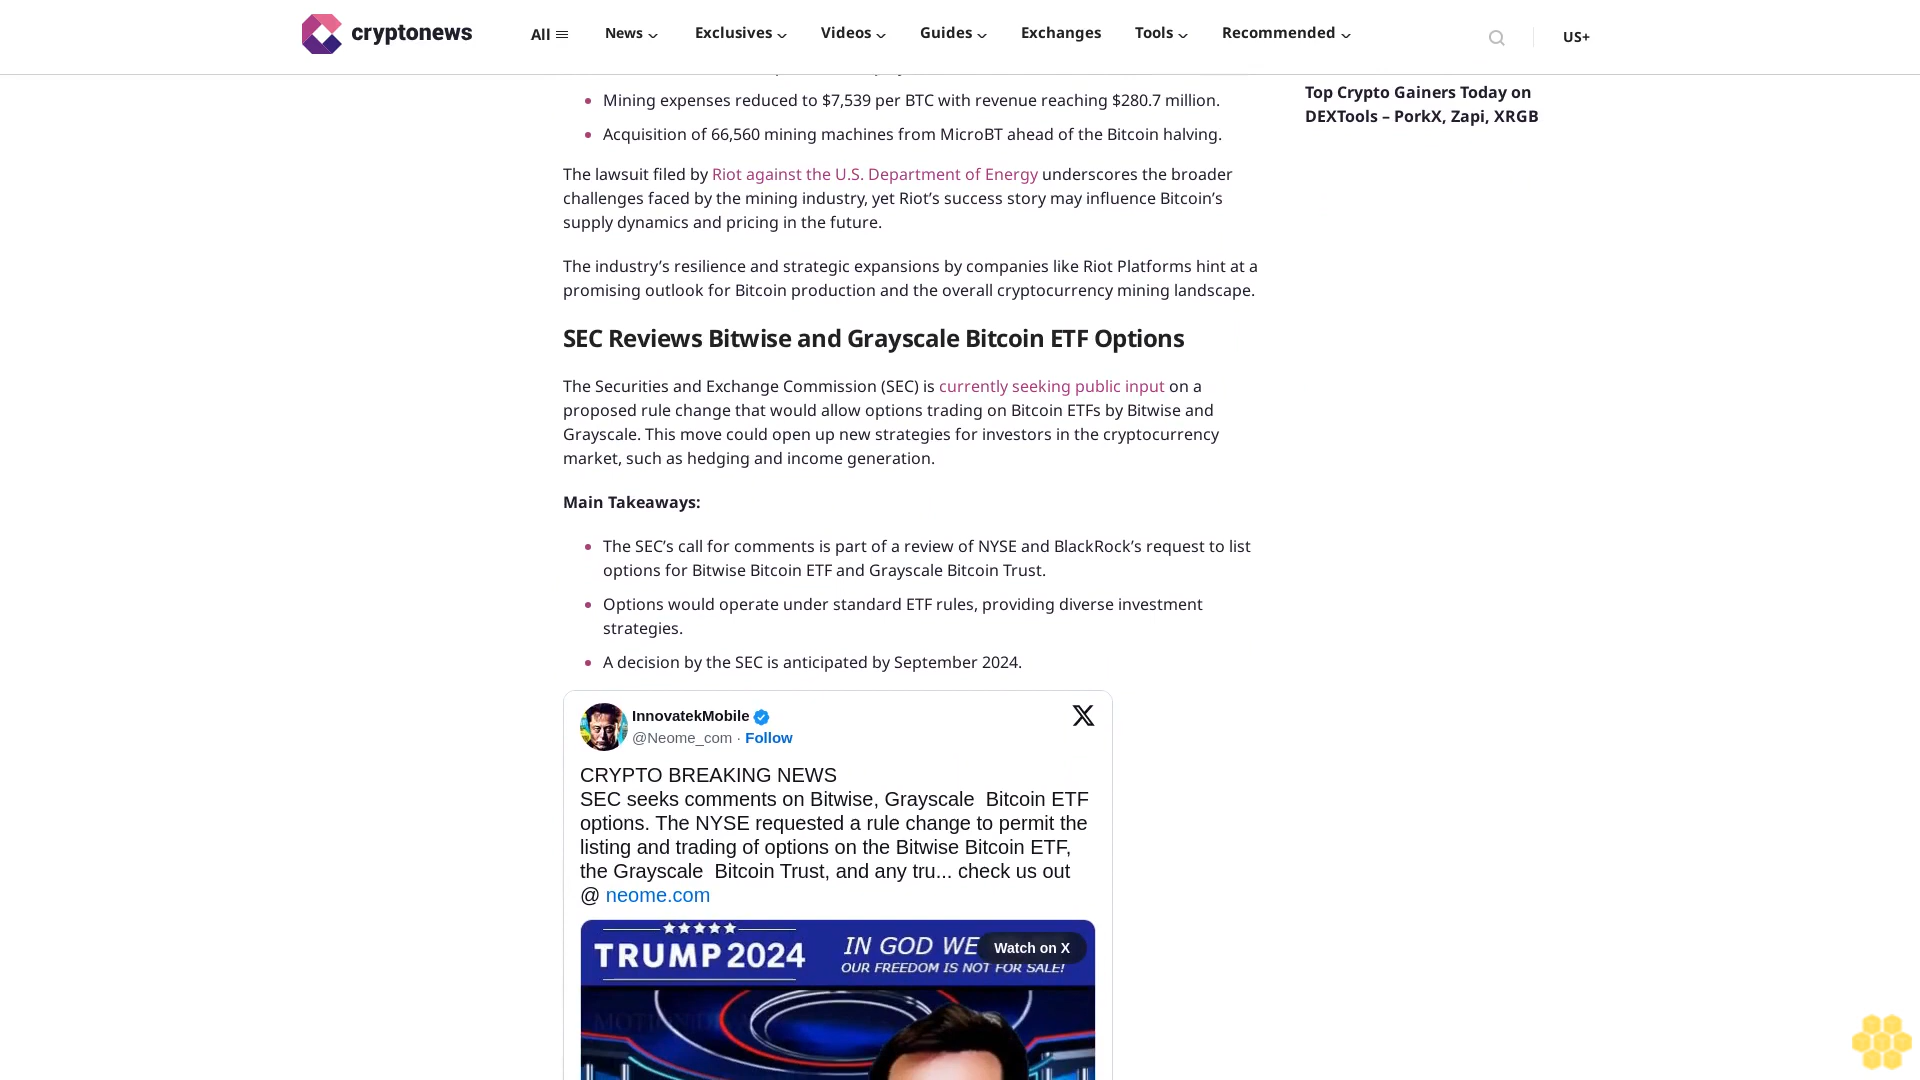 cryptonews
All
News
Exclusives
Videos
Guides
Exchanges
Tools
Recommended
US+
Mining expenses reduced to $7,539 per BTC with revenue reaching $280.7 million.
Acquisition of 66,560 mining machines from MicroBT ahead of the Bitcoin halving.
The lawsuit filed by Riot against the U.S. Department of Energy underscores the broader
challenges faced by the mining industry, yet Riot’s success story may influence Bitcoin’s
supply dynamics and pricing in the future.
The industry’s resilience and strategic expansions by companies like Riot Platforms hint at a
promising outlook for Bitcoin production and the overall cryptocurrency mining landscape.
SEC Reviews Bitwise and Grayscale Bitcoin ETF Options
The Securities and Exchange Commission (SEC) is currently seeking public input on a
proposed rule change that would allow options trading on Bitcoin ETFs by Bitwise and
Grayscale. This move could open up new strategies for investors in the cryptocurrency
market, such as hedging and income generation.
Main Takeaways:
The SEC’s call for comments is part of a review of NYSE and BlackRock’s request to list
options for Bitwise Bitcoin ETF and Grayscale Bitcoin Trust.
Options would operate under standard ETF rules, providing diverse investment
strategies.
A decision by the SEC is anticipated by September 2024.
InnovatekMobile
@Neome_com · Follow
CRYPTO BREAKING NEWS
SEC seeks comments on Bitwise, Grayscale  Bitcoin ETF
options. The NYSE requested a rule change to permit the
listing and trading of options on the Bitwise Bitcoin ETF,
the Grayscale  Bitcoin Trust, and any tru... check us out
@ neome.com
TRUMP 2024
IN GOD WE
OUR FREEDOM IS NOT FOR SALE!
Watch on X
Top Crypto Gainers Today on
DEXTools – PorkX, Zapi, XRGB